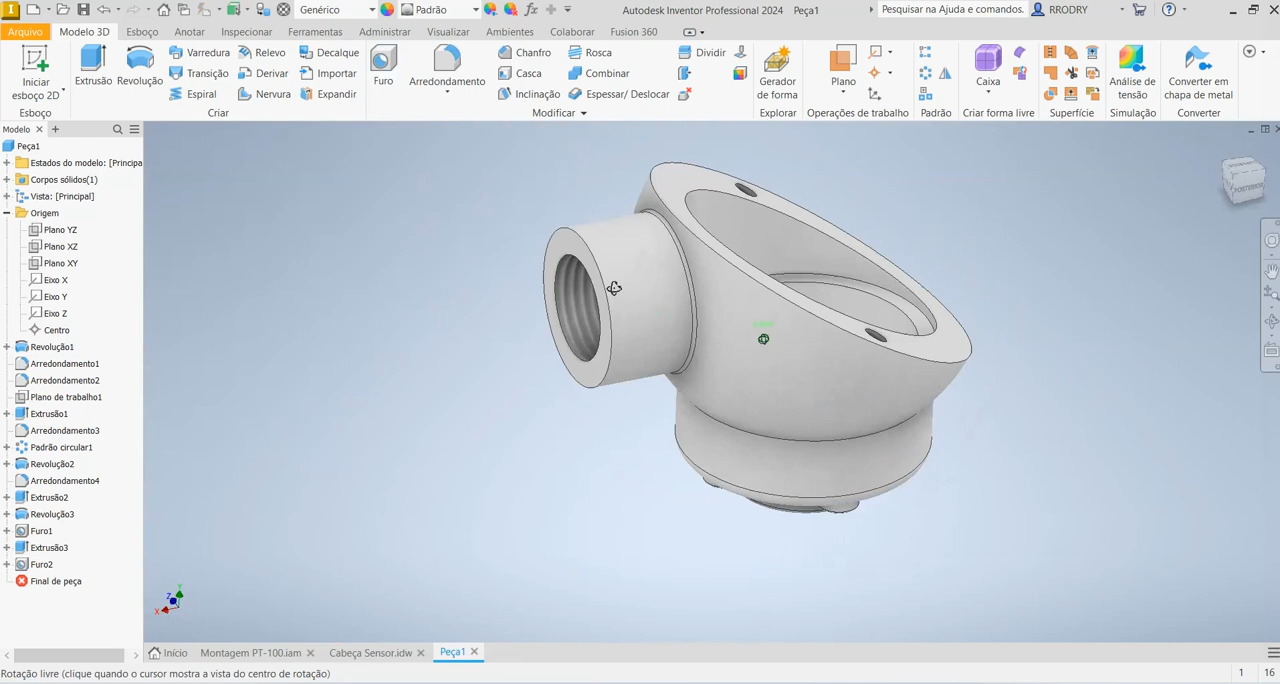 Genérico
Padrão
Autodesk Inventor Professional 2024 Peça1
Pesquisar na Ajuda e comandos.
RRODRY
Arquivo Modelo 3D Esboço Anotar Inspecionar Ferramentas Administrar Visualizar Ambientes Colaborar Fusion 360
Iniciar
esboço 2D
Esboço
Extrusão
Revolução
Varredura
Relevo
Decalque
Transição
Derivar
Importar
Espiral
Nervura
Expandir
Criar
Furo
Arredondamento
Chanfro
Rosca
Dividir
Casca
Combinar
Inclinação
Espessar/ Deslocar
Modificar
Gerador
de forma
Explorar
Plano
Operações de trabalho
Padrão
Caixa
Criar forma livre
Superfície
Análise de
tensão
Simulação
Converter em
chapa de metal
Converter
Modelo
Peça1
Estados do modelo: [Principa
Corpos sólidos(1)
Vista: [Principal]
Origem
Plano YZ
Plano XZ
Plano XY
Eixo X
Eixo Y
Eixo Z
Centro
Revolução1
Arredondamento1
Arredondamento2
Plano de trabalho1
Extrusão1
Arredondamento3
Padrão circular1
Revolução2
Arredondamento4
Extrusão2
Revolução3
Furo1
Extrusão3
Furo2
Final de peça
POSTERIOR
X Y Z
Início Montagem PT-100.iam Cabeça Sensor.idw Peça1
Rotação livre (clique quando o cursor mostra a vista do centro de rotação)
1 16